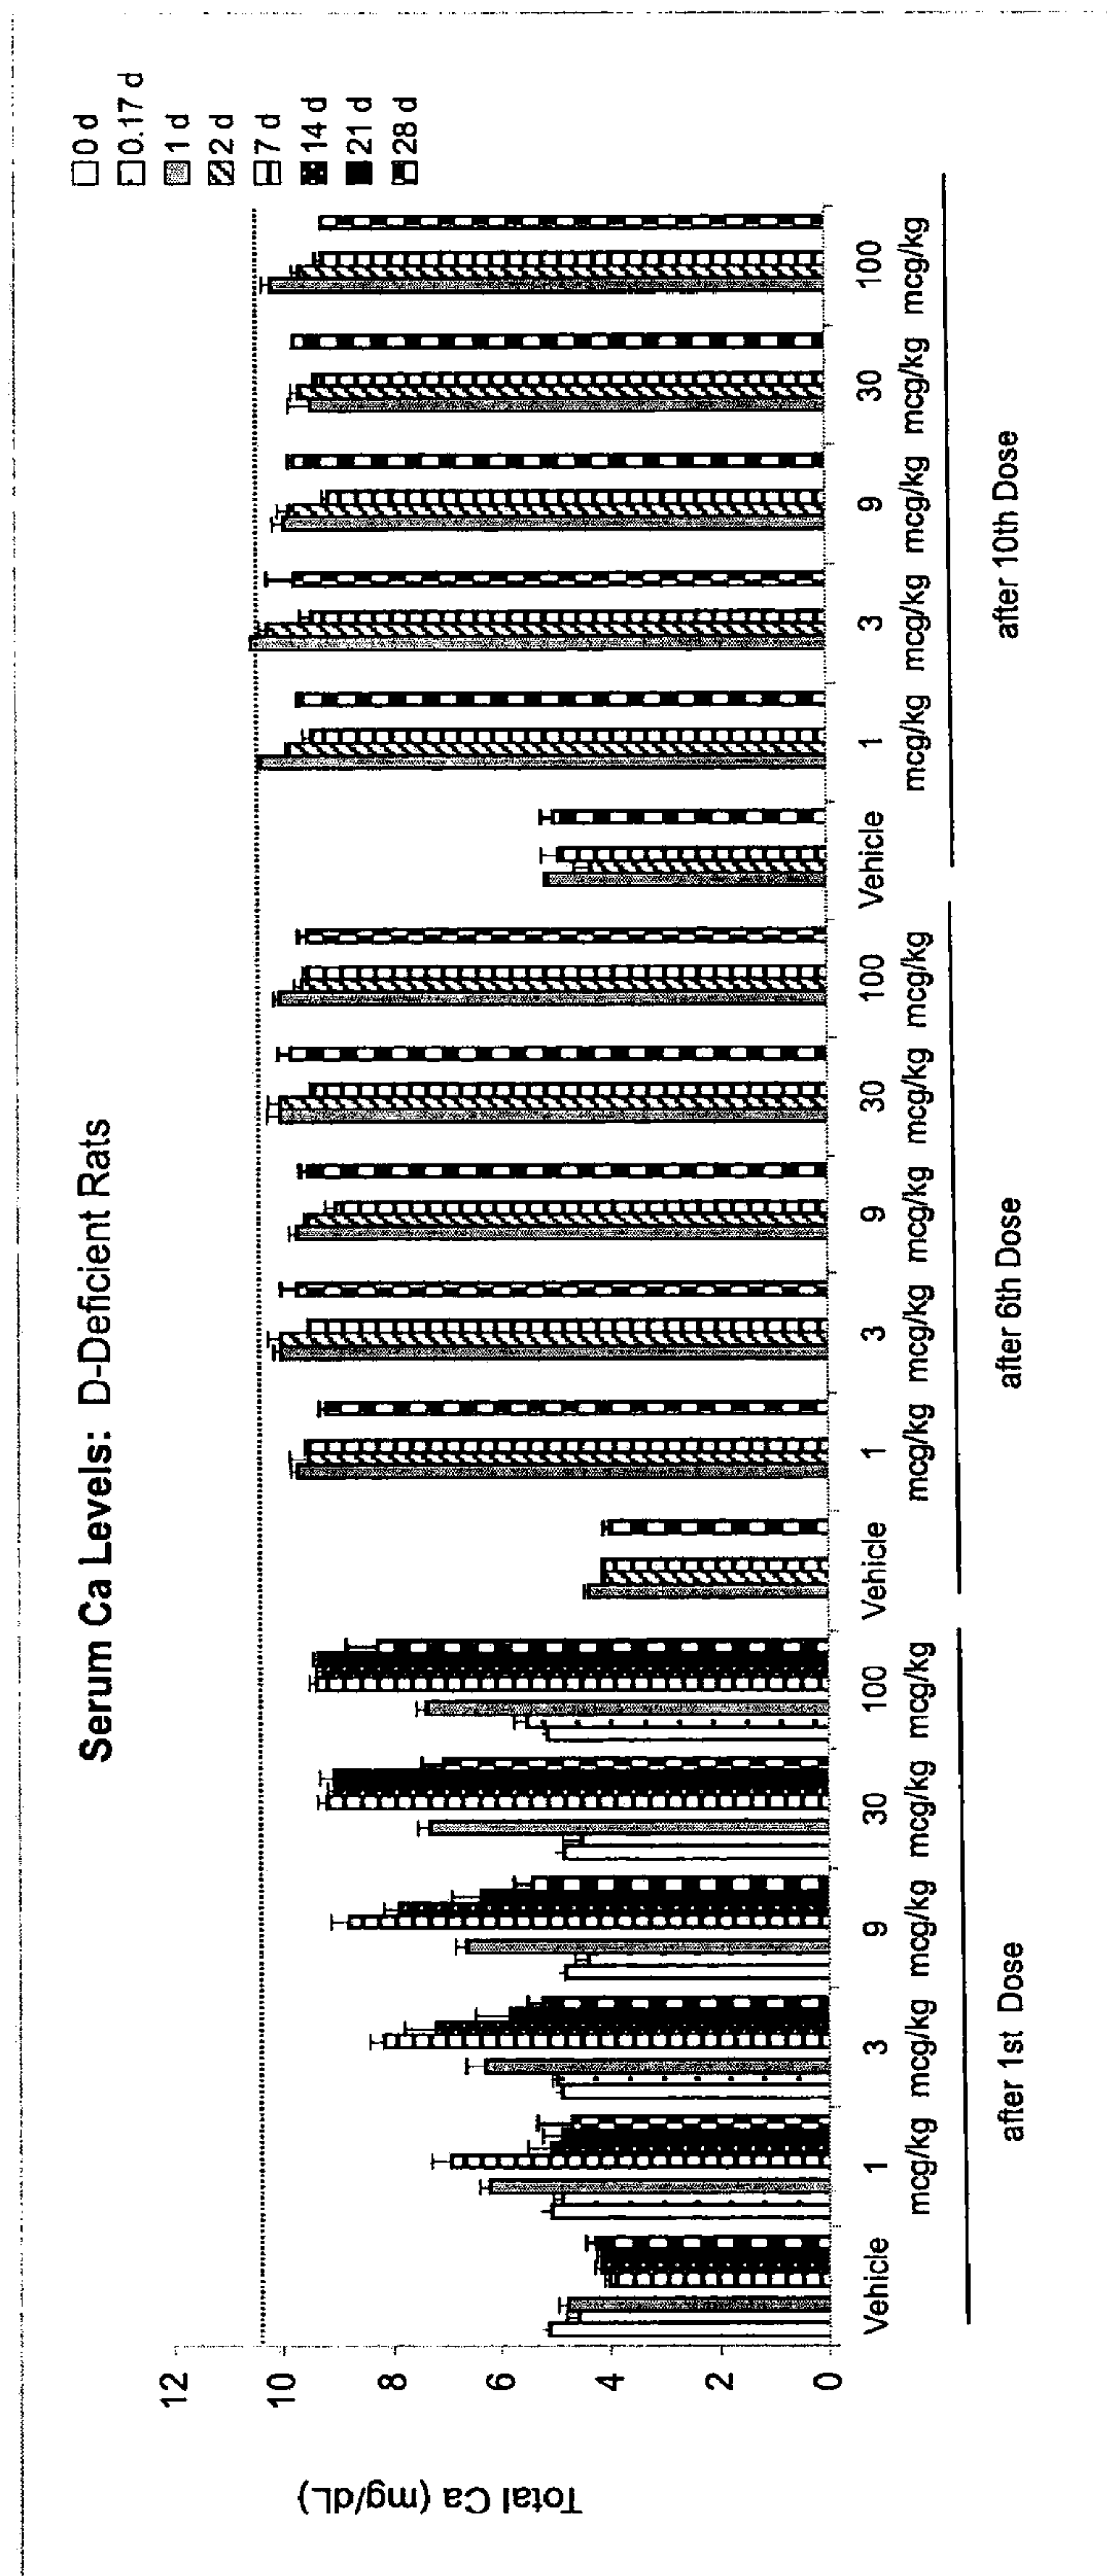 Serum Ca Levels: D-Deficient Rats
0 d
0.17 d
1 d
2 d
7 d
14 d
21 d
28 d
Total Ca (mg/dL)
12
10
8
6
4
2
0
Vehicle 1 3 9 30 100 Vehicle 1 3 9 30 100 Vehicle 1 3 9 30 100
mcg/kg mcg/kg mcg/kg mcg/kg mcg/kg mcg/kg mcg/kg mcg/kg mcg/kg mcg/kg mcg/kg mcg/kg mcg/kg mcg/kg mcg/kg
after 1st Dose after 6th Dose after 10th Dose